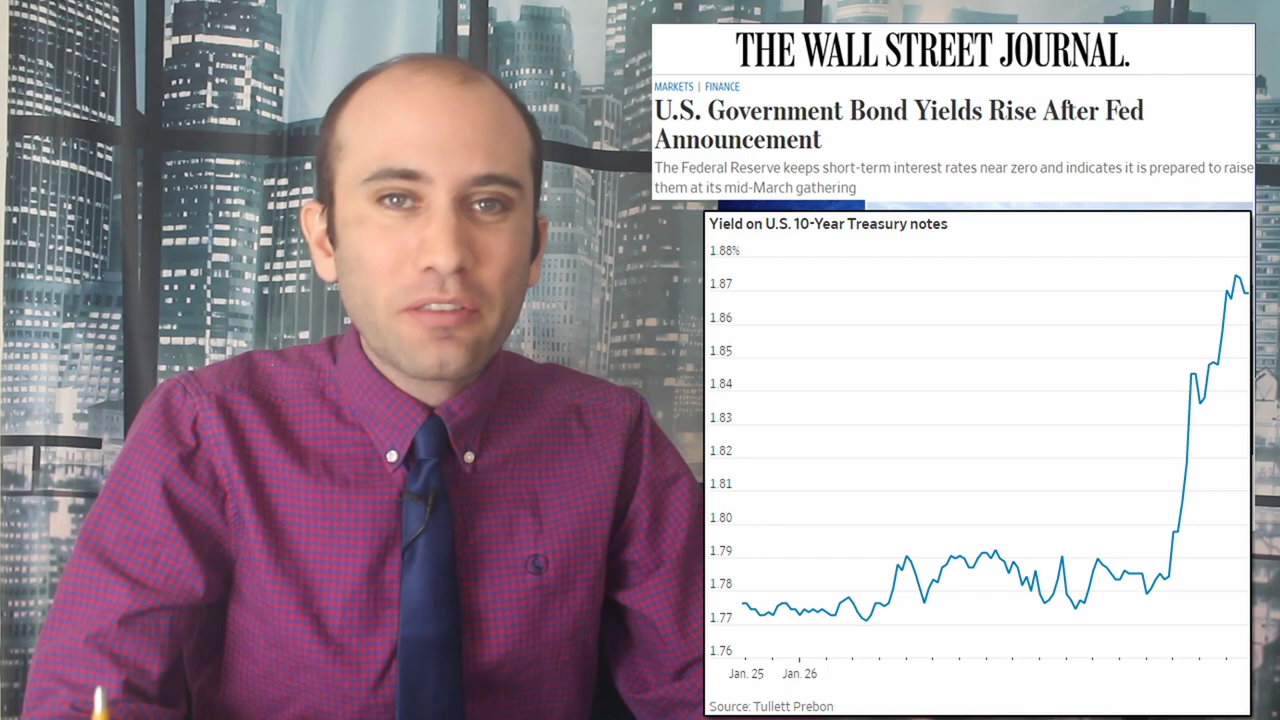 THE WALL STREET JOURNAL.
MARKETS | FINANCE
U.S. Government Bond Yields Rise After Fed
Announcement
The Federal Reserve keeps short-term interest rates near zero and indicates it is prepared to raise
them at its mid-March gathering
Yield on U.S. 10-Year Treasury notes
1.88%
1.87
1.86
1.85
1.84
1.83
1.82
1.81
1.80
1.79
1.78
1.77
1.76
Jan. 25 Jan. 26
Source: Tullett Prebon